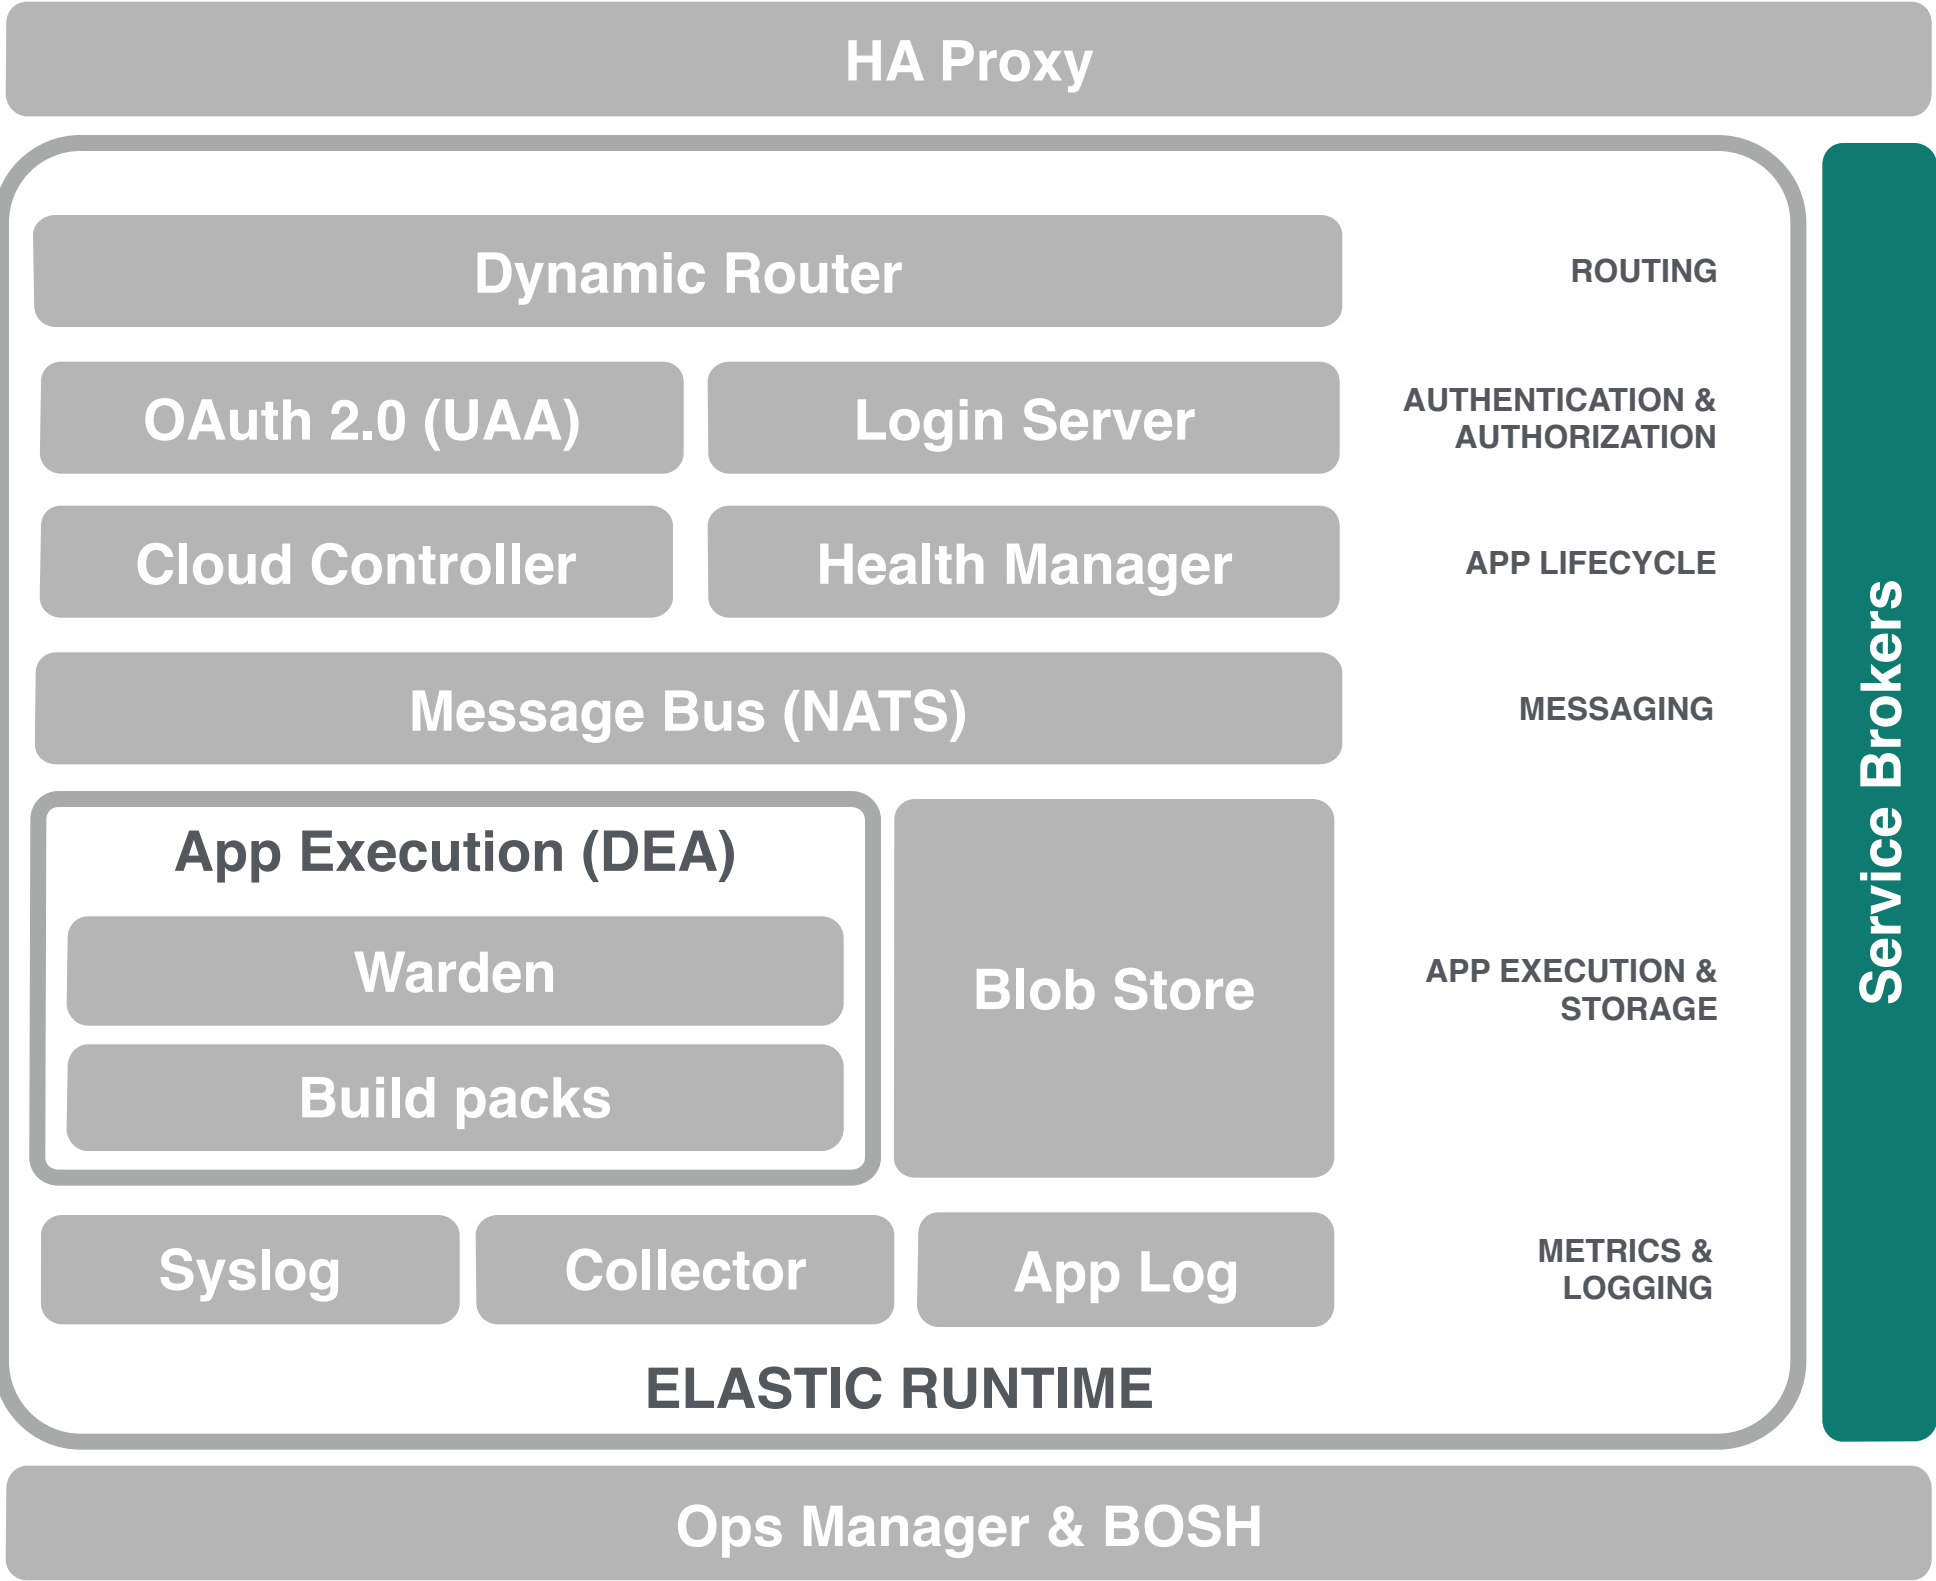 HA Proxy
Dynamic Router
ROUTING
OAuth 2.0 (UAA)
Login Server
AUTHENTICATION &
AUTHORIZATION
Cloud Controller
Health Manager
APP LIFECYCLE
Message Bus (NATS)
MESSAGING
App Execution (DEA)
Warden
Build packs
Blob Store
APP EXECUTION &
STORAGE
Syslog
Collector
App Log
METRICS &
LOGGING
ELASTIC RUNTIME
Service Brokers
Ops Manager & BOSH